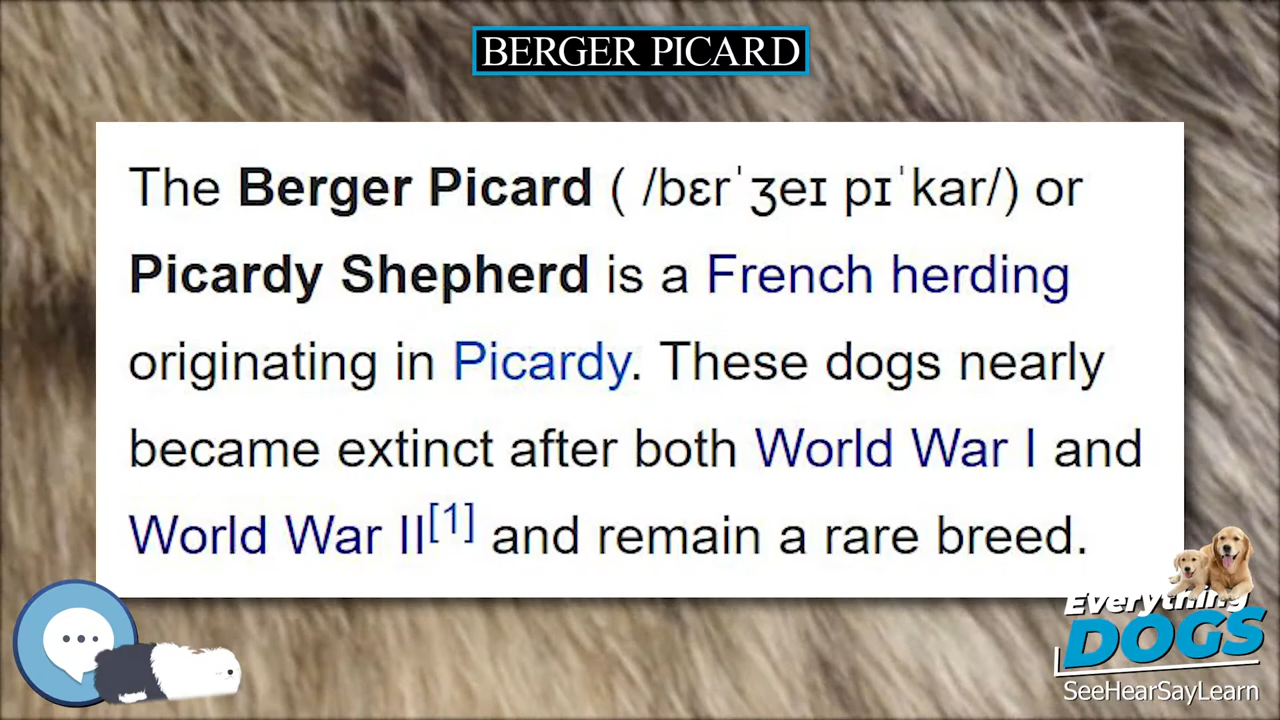 BERGER PICARD
The Berger Picard ( /bɛrˈʒeɪ pɪˈkar/) or
Picardy Shepherd is a French herding
originating in Picardy. These dogs nearly
became extinct after both World War I and
World War II[1] and remain a rare breed.
Everything
DOGS
SeeHearSayLearn